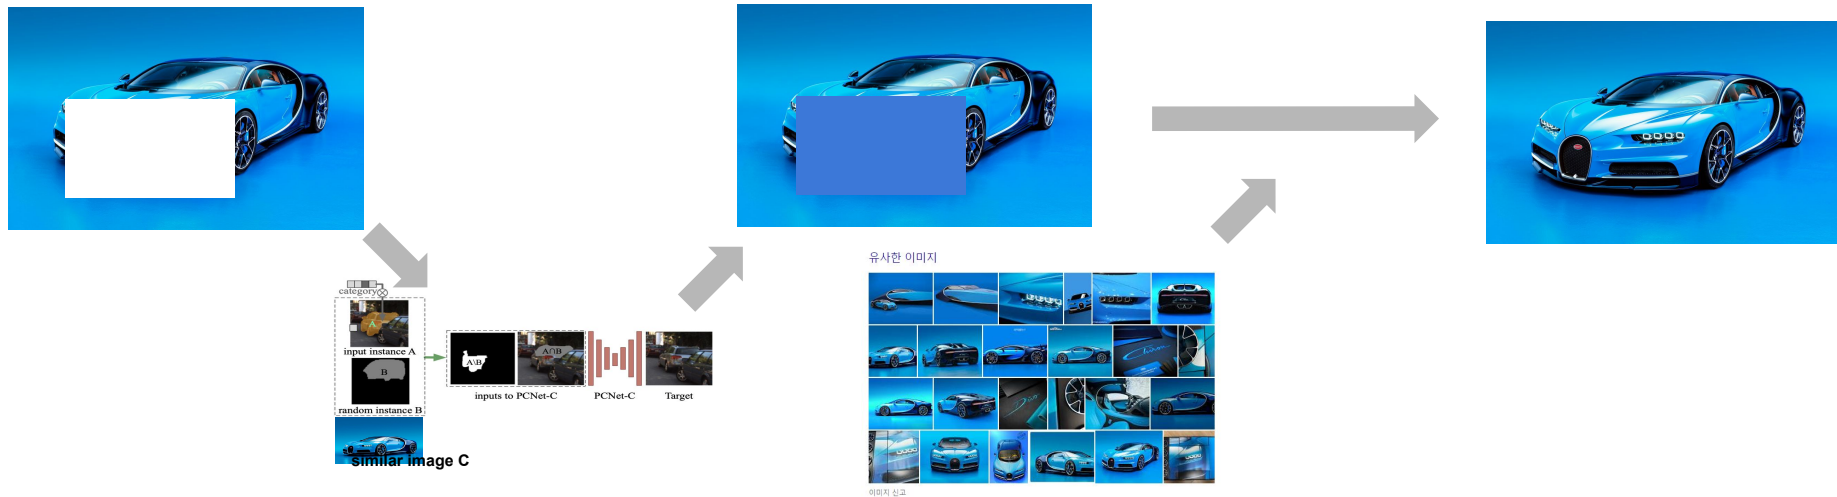 category
A
input instance A
B
random instance B
A\B
A∩B
inputs to PCNet-C
PCNet-C
Target
similar image C
유사한 이미지
이미지 신고